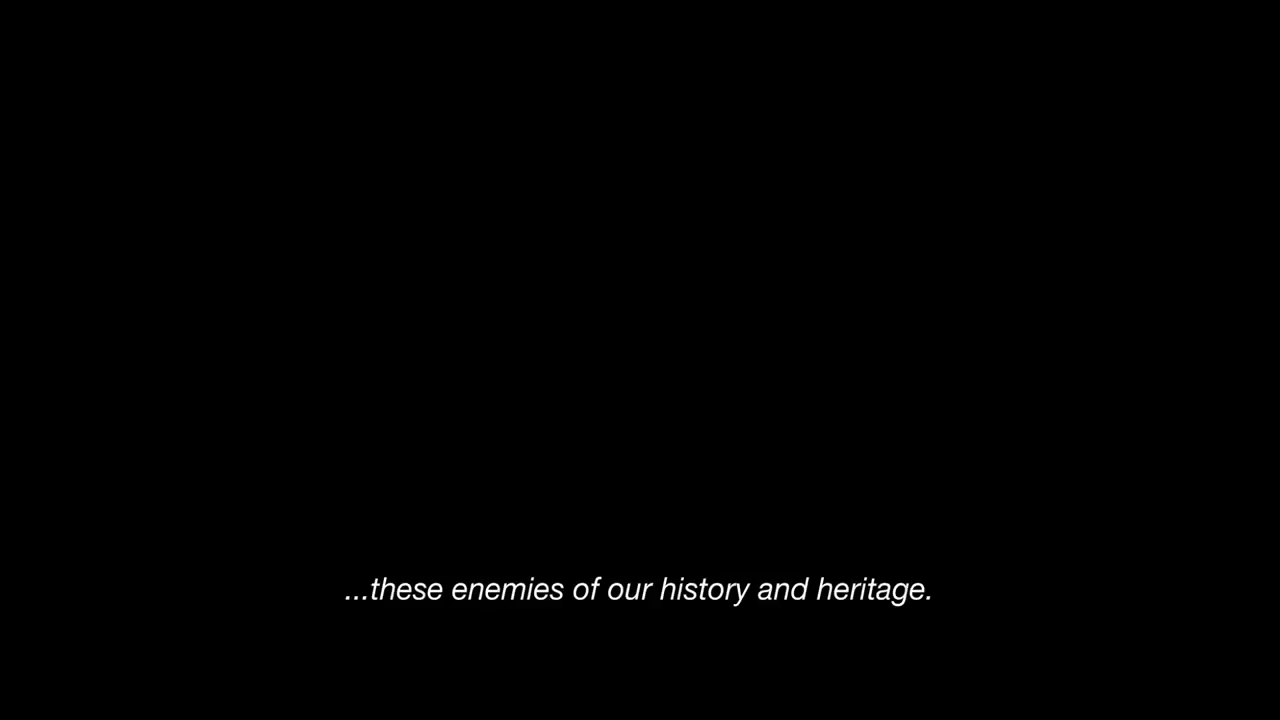 ...these enemies of our history and heritage.